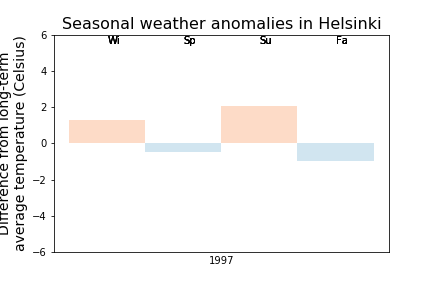 Seasonal weather anomalies in Helsinki
Difference from long-term
average temperature (Celsius)
6
4
2
0
−2
−4
−6
Wi Sp Su Fa
1997